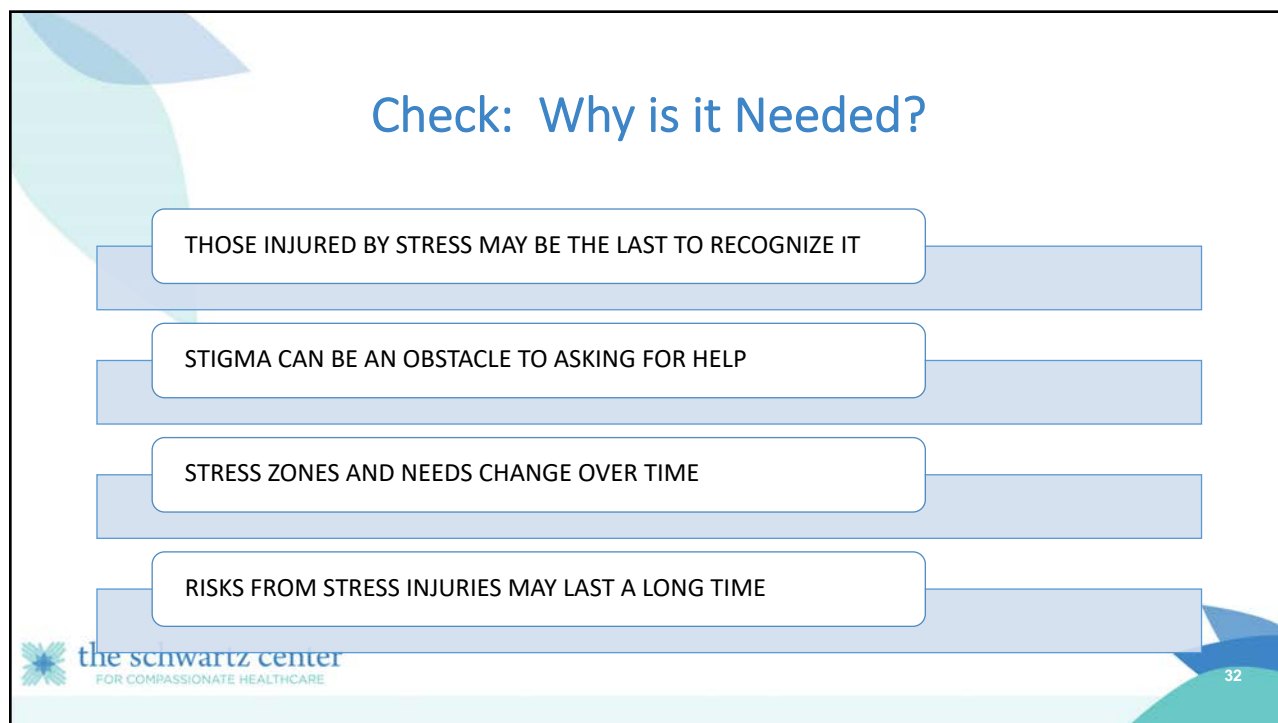 Check: Why is it Needed?
THOSE INJURED BY STRESS MAY BE THE LAST TO RECOGNIZE IT
STIGMA CAN BE AN OBSTACLE TO ASKING FOR HELP
STRESS ZONES AND NEEDS CHANGE OVER TIME
RISKS FROM STRESS INJURIES MAY LAST A LONG TIME
the schwartz center
FOR COMPASSIONATE HEALTHCARE
32